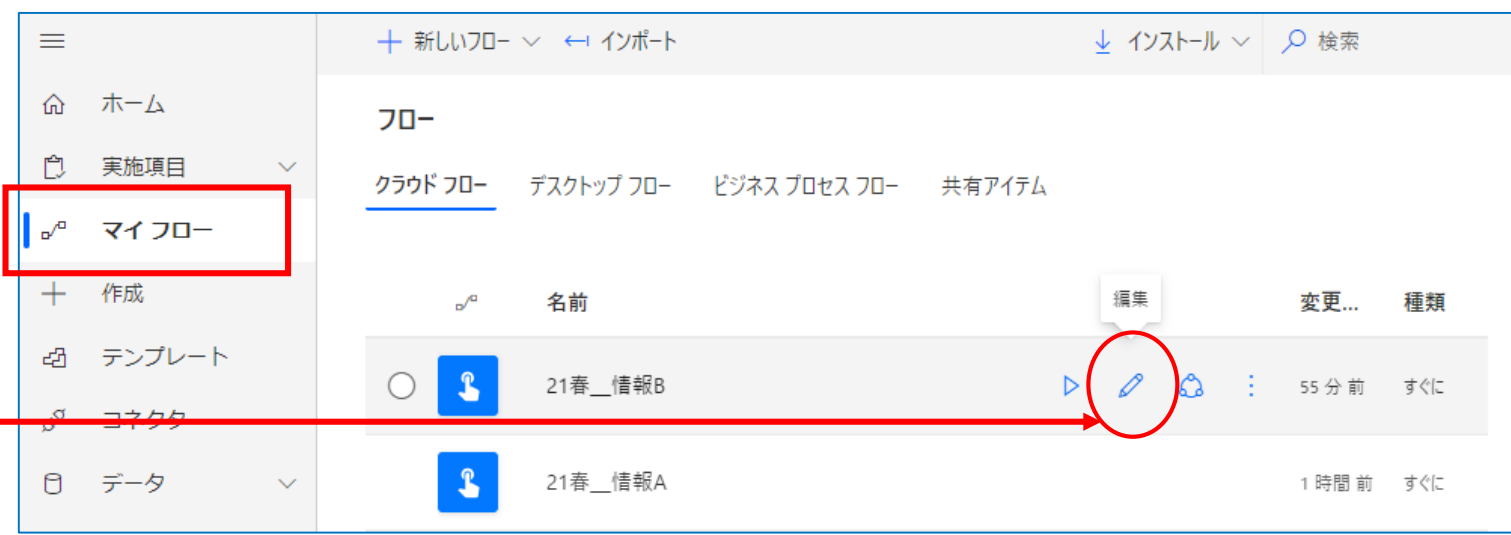 新しいフロー インポート インストール 検索
ホーム
実施項目
マイ フロー
作成
テンプレート
コネクタ
データ
フロー
クラウド フロー デスクトップ フロー ビジネス プロセス フロー 共有アイテム
編集
名前 変更... 種類
21春__情報B 55 分 前 すぐに
21春__情報A 1 時間 前 すぐに